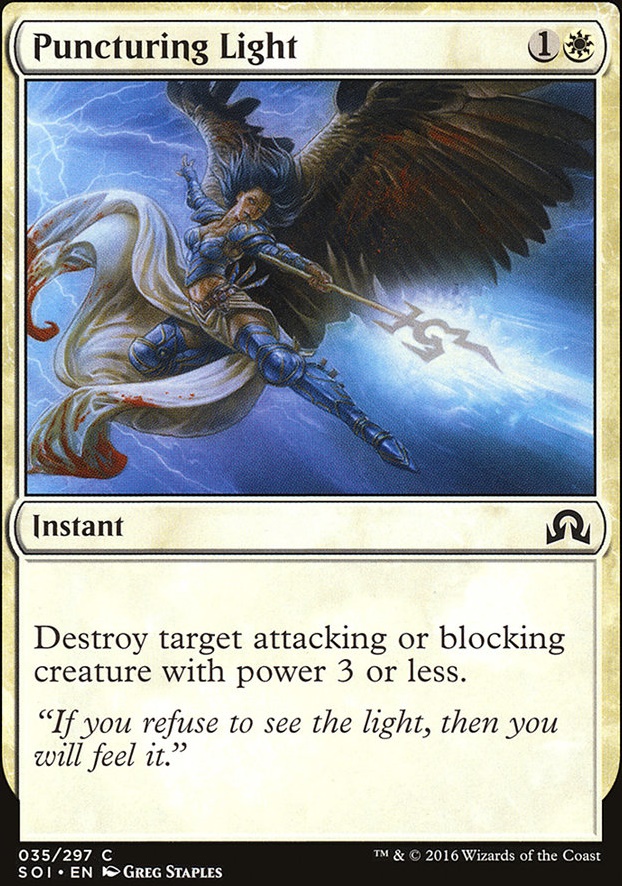 Puncturing Light 1
Instant
Destroy target attacking or blocking
creature with power 3 or less.
“If you refuse to see the light, then you
will feel it.”
035/297 C
SOI • EN Greg Staples
™ & © 2016 Wizards of the Coast